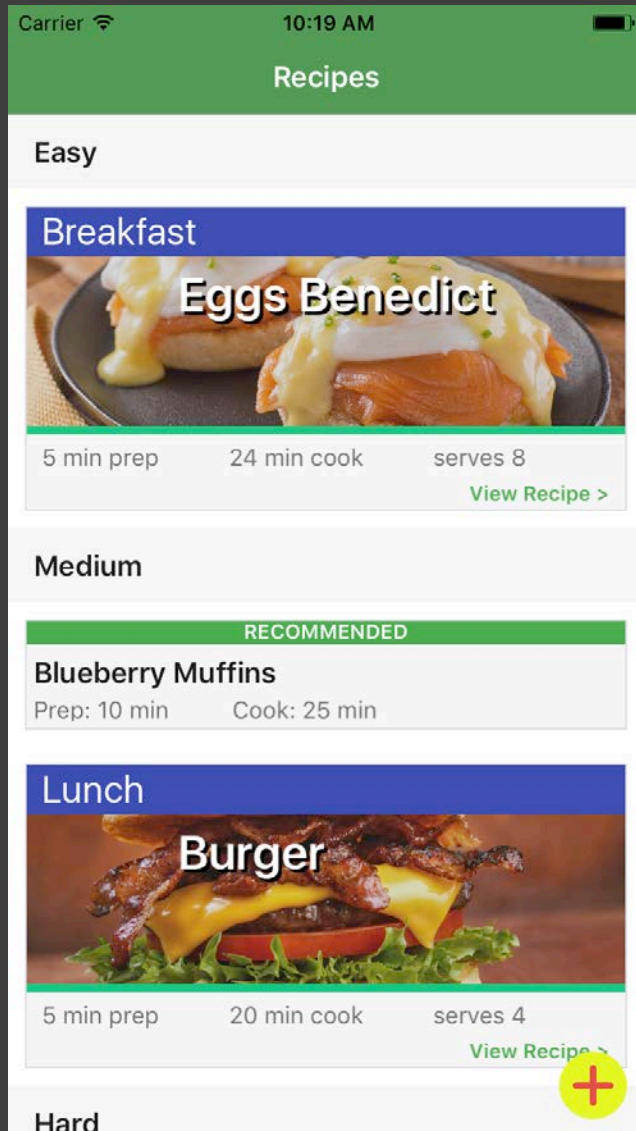 Carrier 10:19 AM
Recipes
Easy
Breakfast
Eggs Benedict
5 min prep 24 min cook serves 8
View Recipe >
Medium
RECOMMENDED
Blueberry Muffins
Prep: 10 min Cook: 25 min
Lunch
Burger
5 min prep 20 min cook serves 4
View Recipe >
Hard